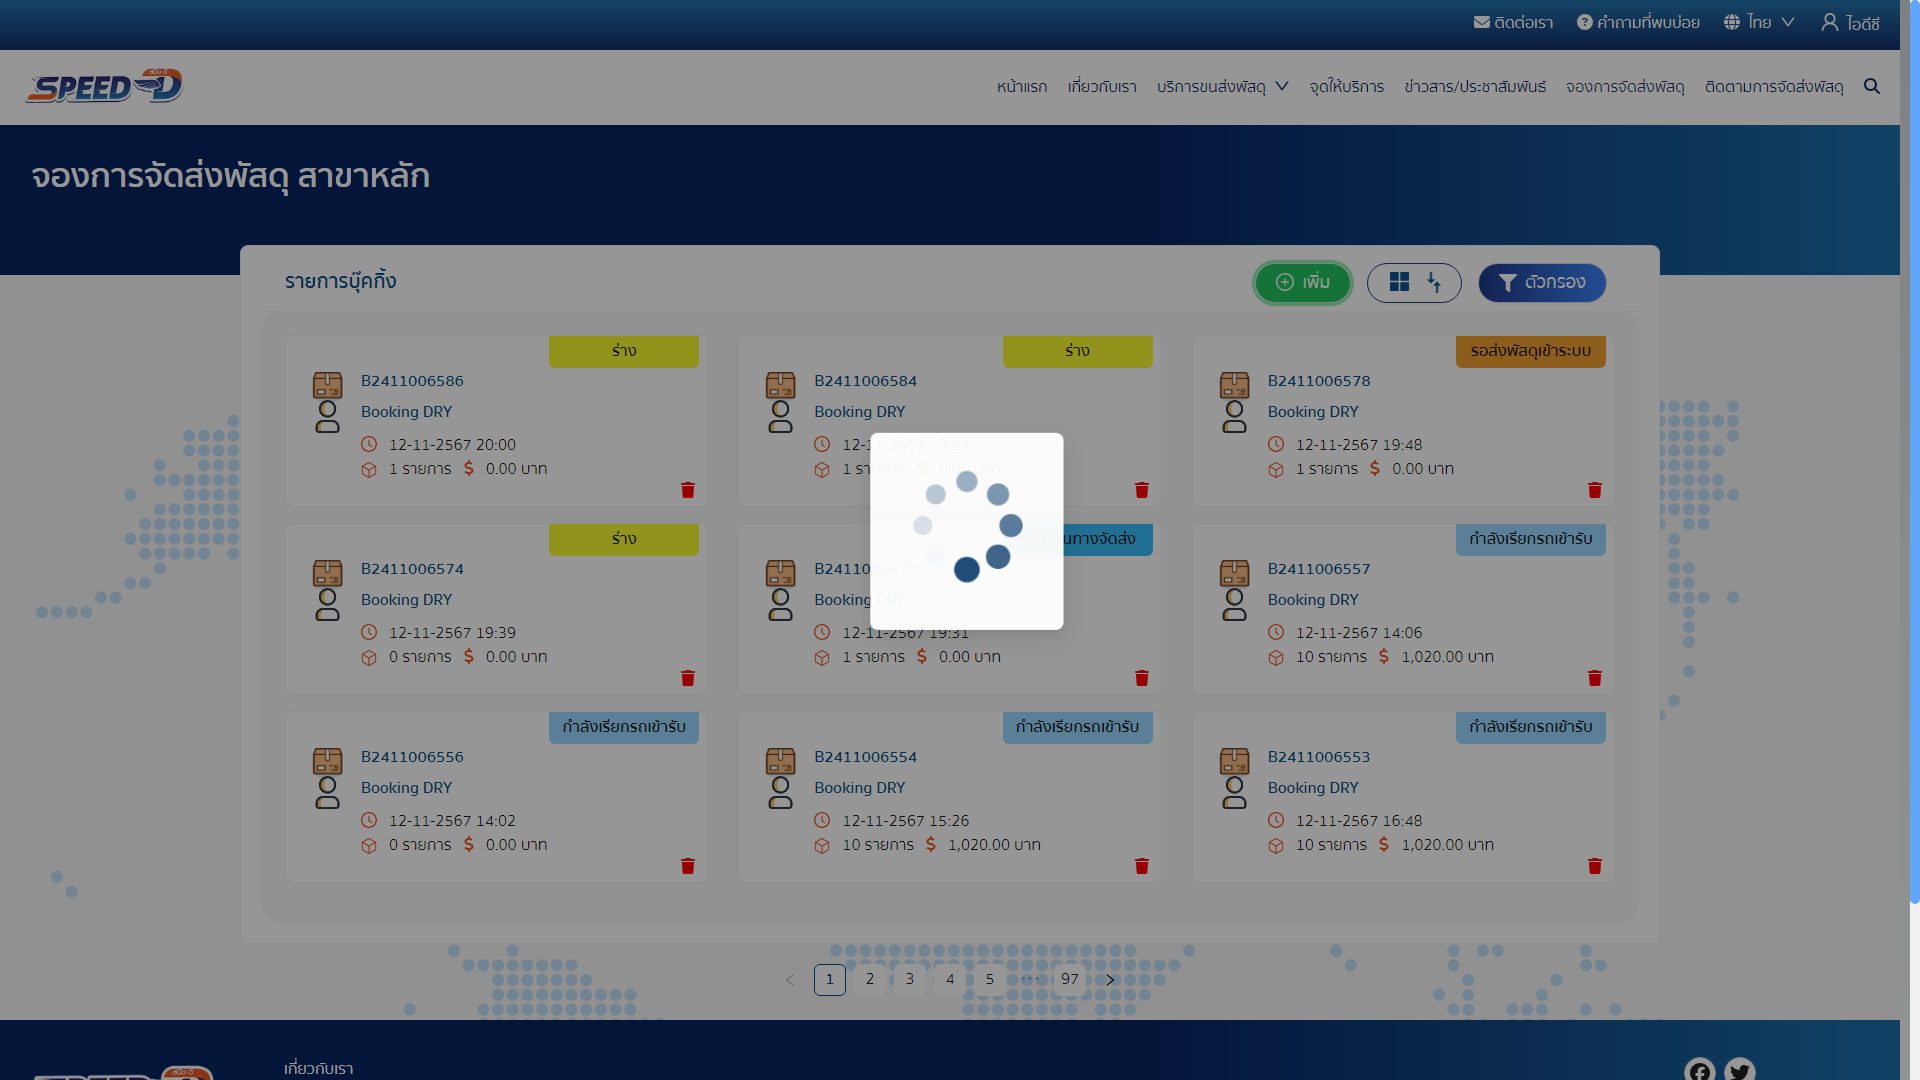 ติดต่อเรา คำถามที่พบบ่อย ไทย ไอดีซี
SPEED D
หน้าแรก เกี่ยวกับเรา บริการขนส่งพัสดุ จุดให้บริการ ข่าวสาร/ประชาสัมพันธ์ จองการจัดส่งพัสดุ ติดตามการจัดส่งพัสดุ
จองการจัดส่งพัสดุ สาขาหลัก
รายการบุ๊คกิ้ง
เพิ่ม
ตัวกรอง
ร่าง
B2411006586
Booking DRY
12-11-2567 20:00
1 รายการ $ 0.00 บาท
ร่าง
B2411006584
Booking DRY
12-11-2567 19:57
1 รายการ $ 0.00 บาท
รอส่งพัสดุเข้าระบบ
B2411006578
Booking DRY
12-11-2567 19:48
1 รายการ $ 0.00 บาท
ร่าง
B2411006574
Booking DRY
12-11-2567 19:39
0 รายการ $ 0.00 บาท
B2411006570
Booking DRY
12-11-2567 19:31
1 รายการ $ 0.00 บาท
กำลังเรียกรถเข้ารับ
B2411006557
Booking DRY
12-11-2567 14:06
10 รายการ $ 1,020.00 บาท
กำลังเรียกรถเข้ารับ
B2411006556
Booking DRY
12-11-2567 14:02
0 รายการ $ 0.00 บาท
กำลังเรียกรถเข้ารับ
B2411006554
Booking DRY
12-11-2567 15:26
10 รายการ $ 1,020.00 บาท
กำลังเรียกรถเข้ารับ
B2411006553
Booking DRY
12-11-2567 16:48
10 รายการ $ 1,020.00 บาท
< 1 2 3 4 5 ••• 97 >
เกี่ยวกับเรา